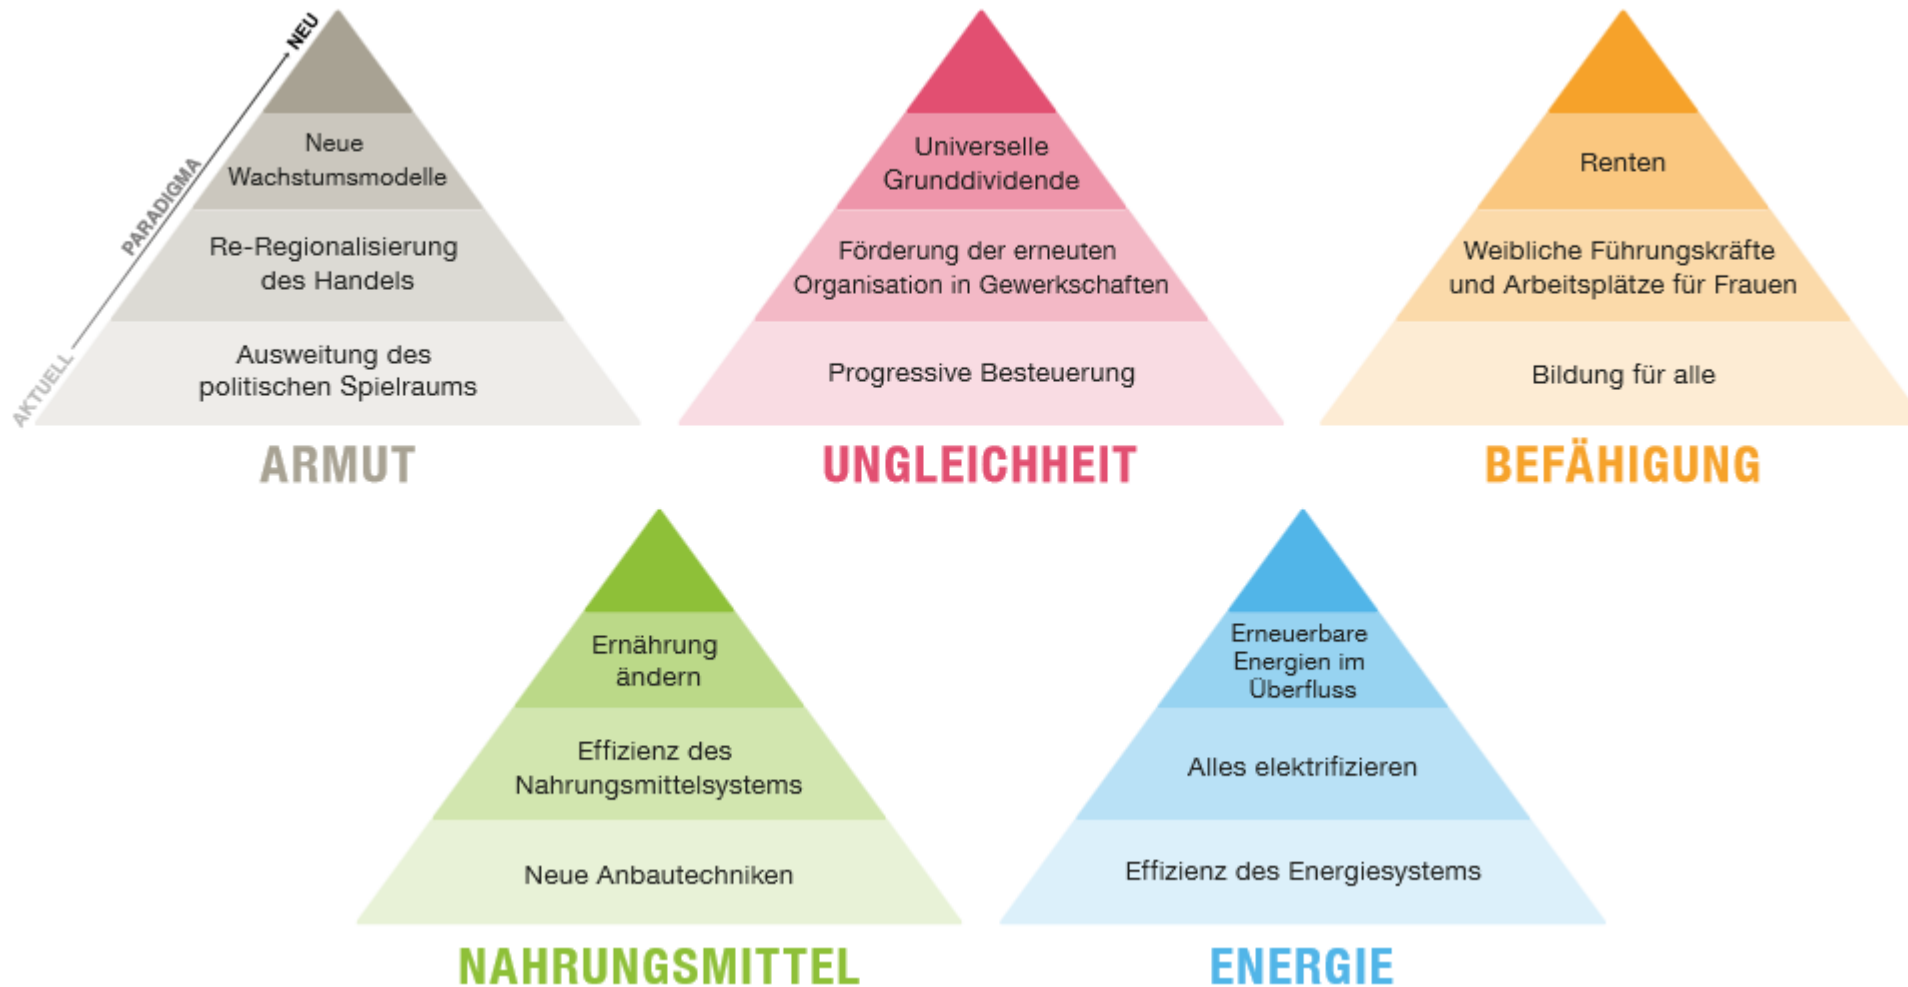 NEU
PARADIGMA
AKTUELL
Neue
Wachstumsmodelle
Re-Regionalisierung
des Handels
Ausweitung des
politischen Spielraums
ARMUT
Universelle
Grunddividende
Förderung der erneuten
Organisation in Gewerkschaften
Progressive Besteuerung
UNGLEICHHEIT
Renten
Weibliche Führungskräfte
und Arbeitsplätze für Frauen
Bildung für alle
BEFÄHIGUNG
Ernährung
ändern
Effizienz des
Nahrungsmittelsystems
Neue Anbautechniken
NAHRUNGSMITTEL
Erneuerbare
Energien im
Überfluss
Alles elektrifizieren
Effizienz des Energiesystems
ENERGIE